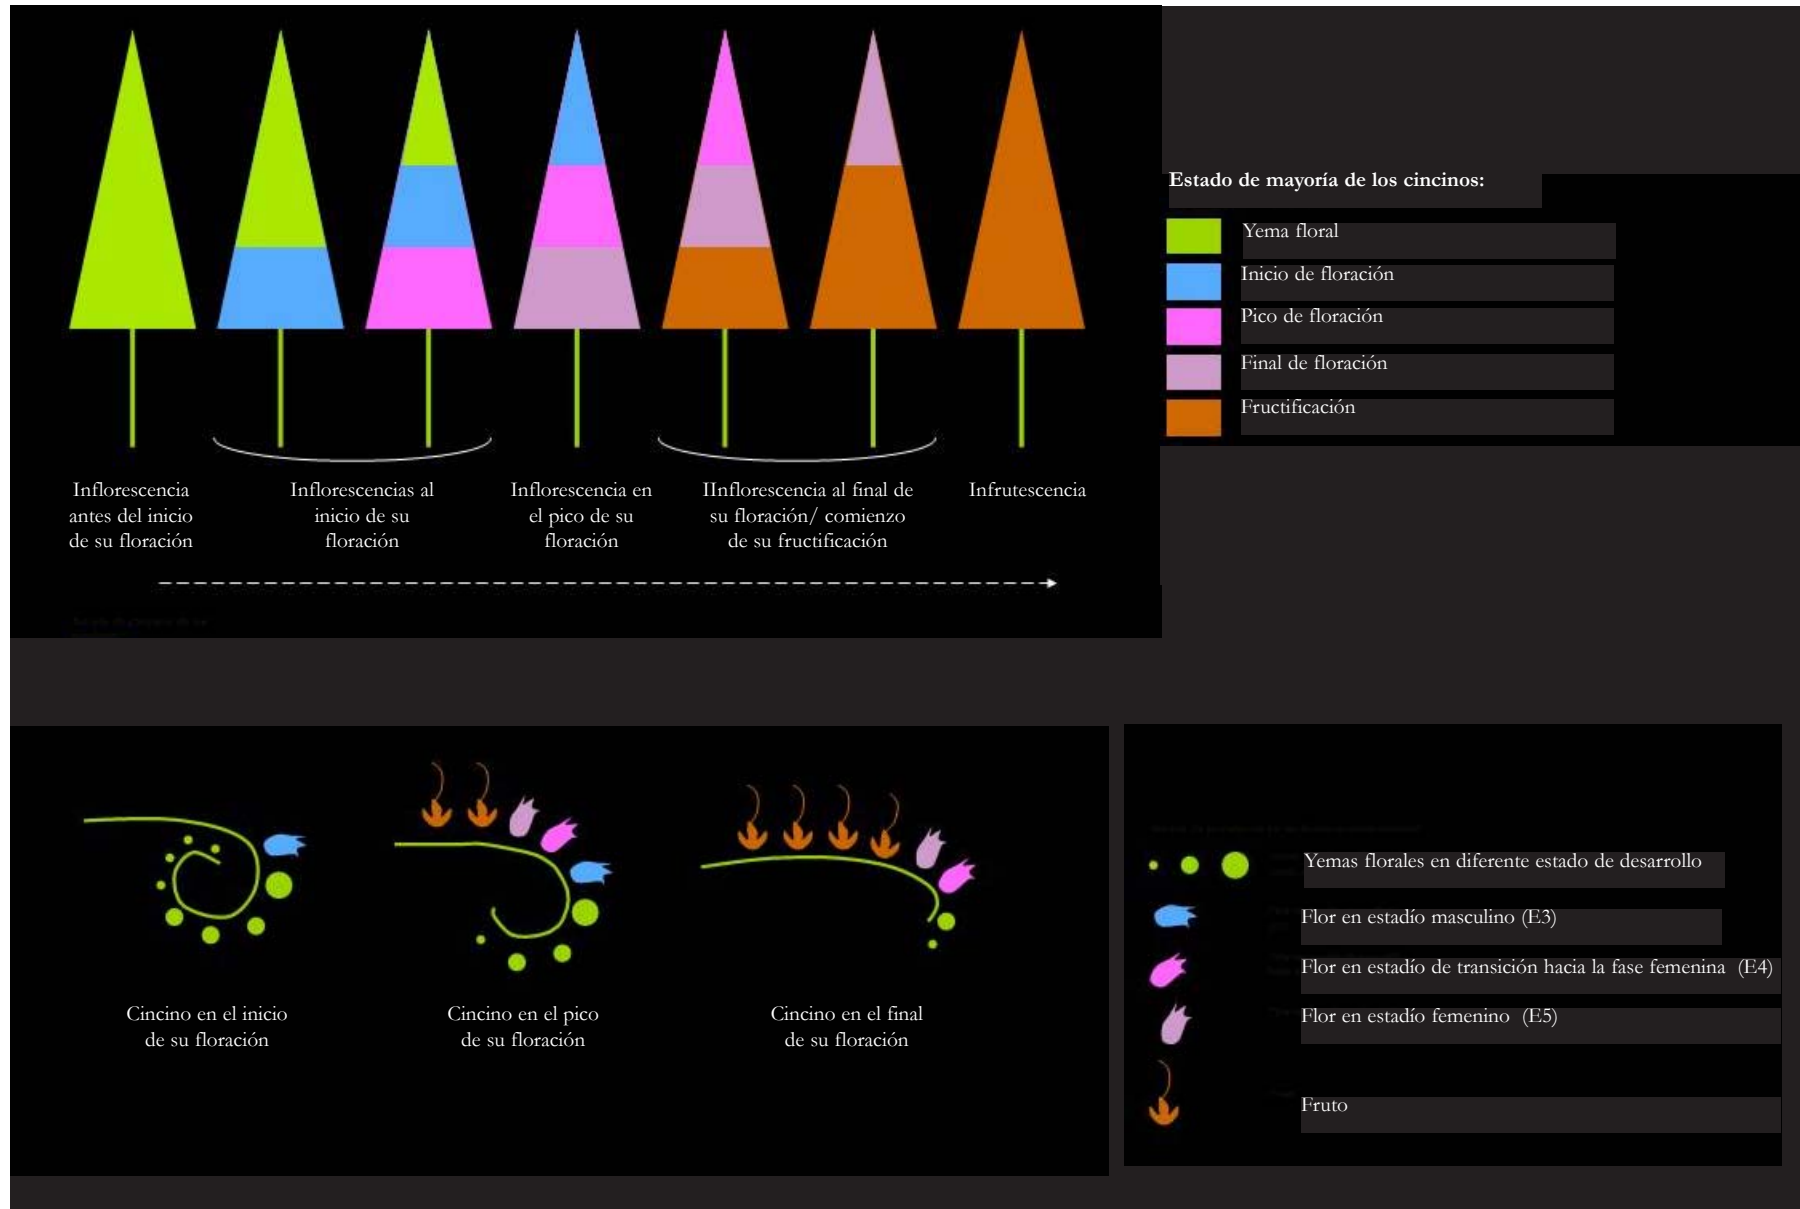 Estado de mayoría de los cincinos:
Yema floral
Inicio de floración
Pico de floración
Final de floración
Fructificación
Inflorescencia
antes del inicio
de su floración
Inflorescencias al
inicio de su
floración
Inflorescencia en
el pico de su
floración
IInflorescencia al final de
su floración/ comienzo
de su fructificación
Infrutescencia
Cincino en el inicio
de su floración
Cincino en el pico
de su floración
Cincino en el final
de su floración
Yemas florales en diferente estado de desarrollo
Flor en estadío masculino (E3)
Flor en estadío de transición hacia la fase femenina (E4)
Flor en estadío femenino (E5)
Fruto